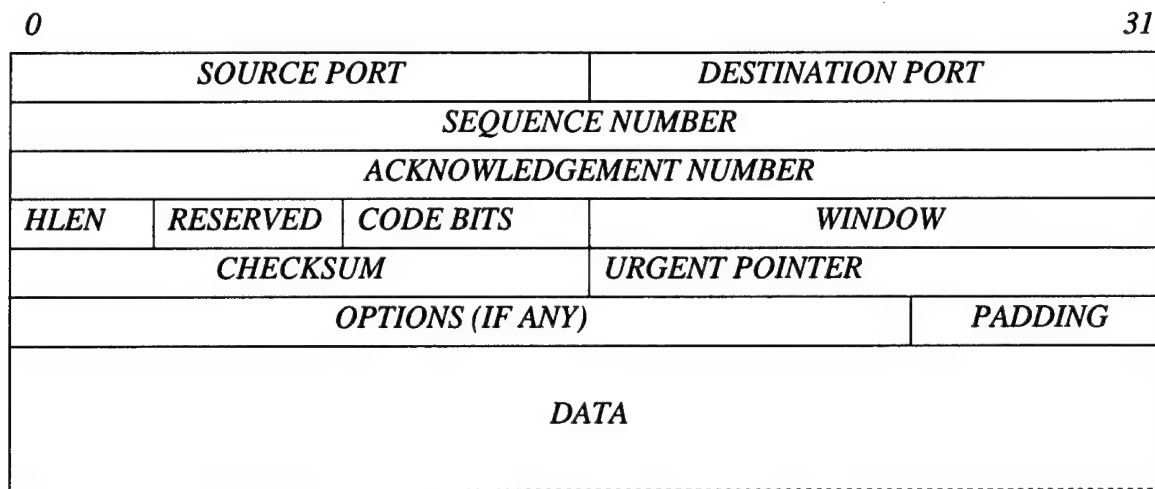 0 31
SOURCE PORT DESTINATION PORT
SEQUENCE NUMBER
ACKNOWLEDGEMENT NUMBER
HLEN RESERVED CODE BITS WINDOW
CHECKSUM URGENT POINTER
OPTIONS (IF ANY) PADDING
DATA